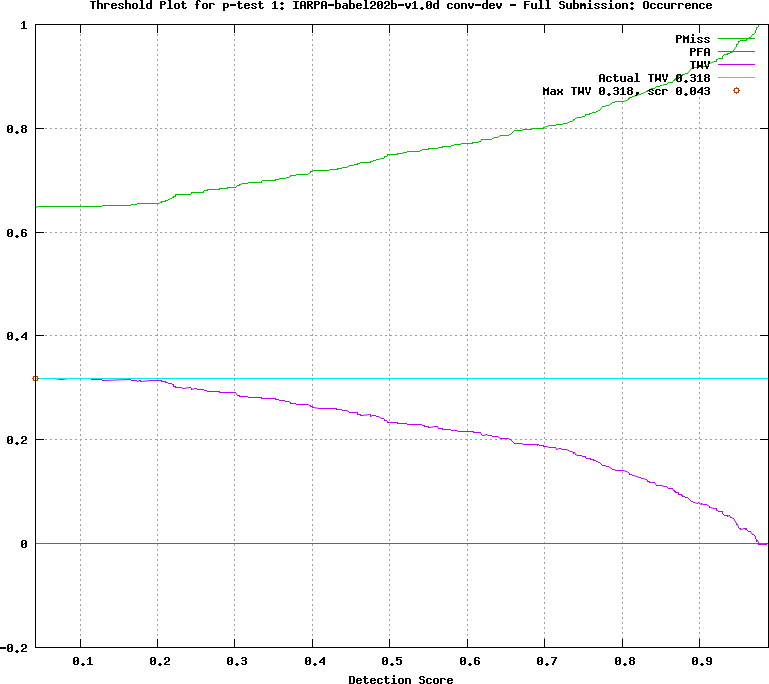 Threshold Plot for p-test 1: IARPA-babel202b-v1.0d conv-dev - Full Submission: Occurrence
PMiss
PFA
TWV
Actual TWV 0.318
Max TWV 0.318, scr 0.043
1
0.8
0.6
0.4
0.2
0
-0.2
0.1 0.2 0.3 0.4 0.5 0.6 0.7 0.8 0.9
Detection Score